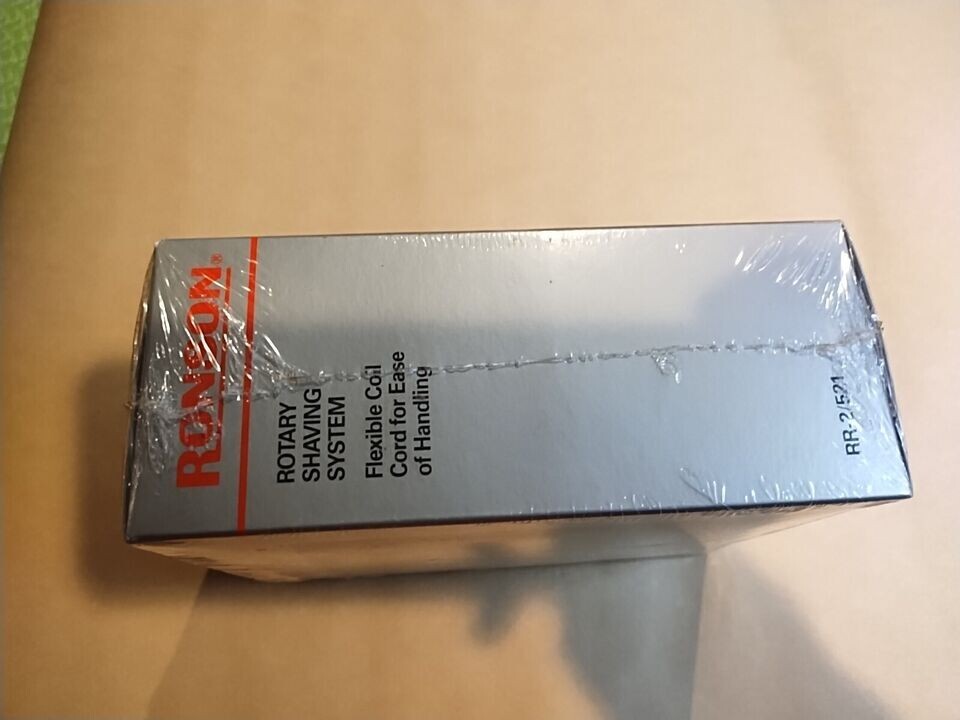 RONSON®
ROTARY
SHAVING
SYSTEM
Flexible Coil
Cord for Ease
of Handling
RR-2/521